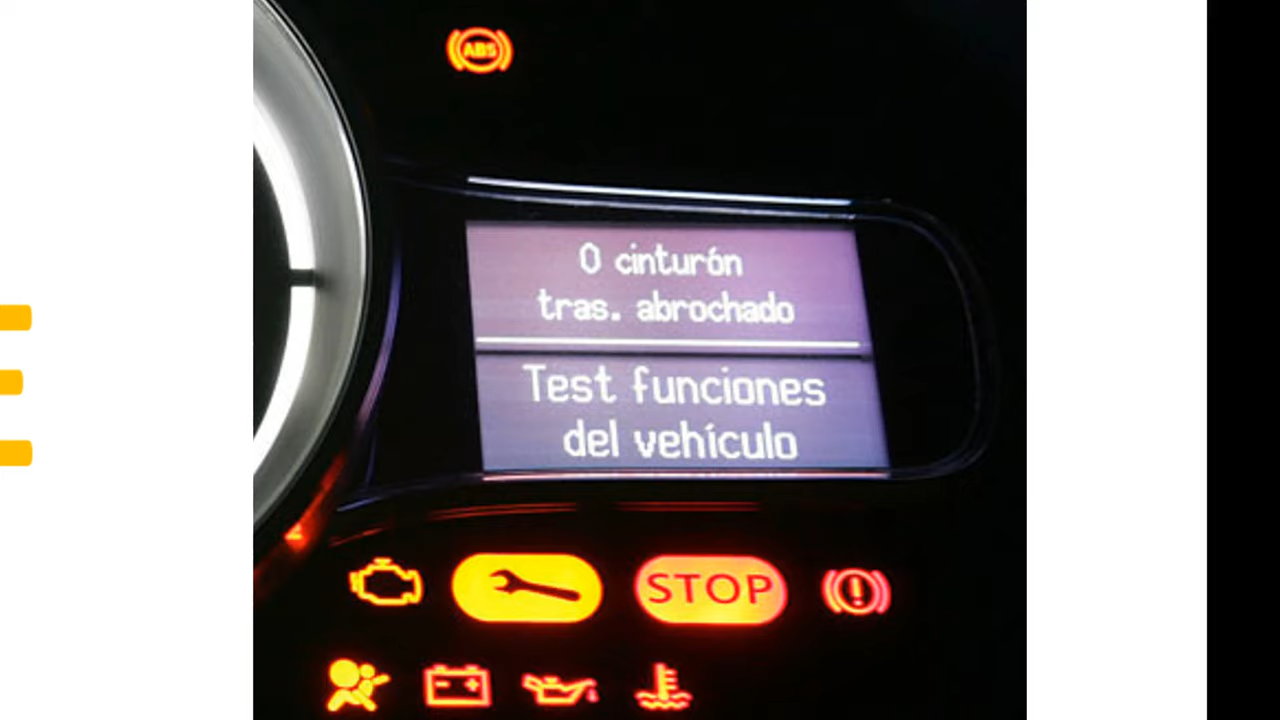 ABS
0 cinturón
tras. abrochado
Test funciones
del vehículo
STOP